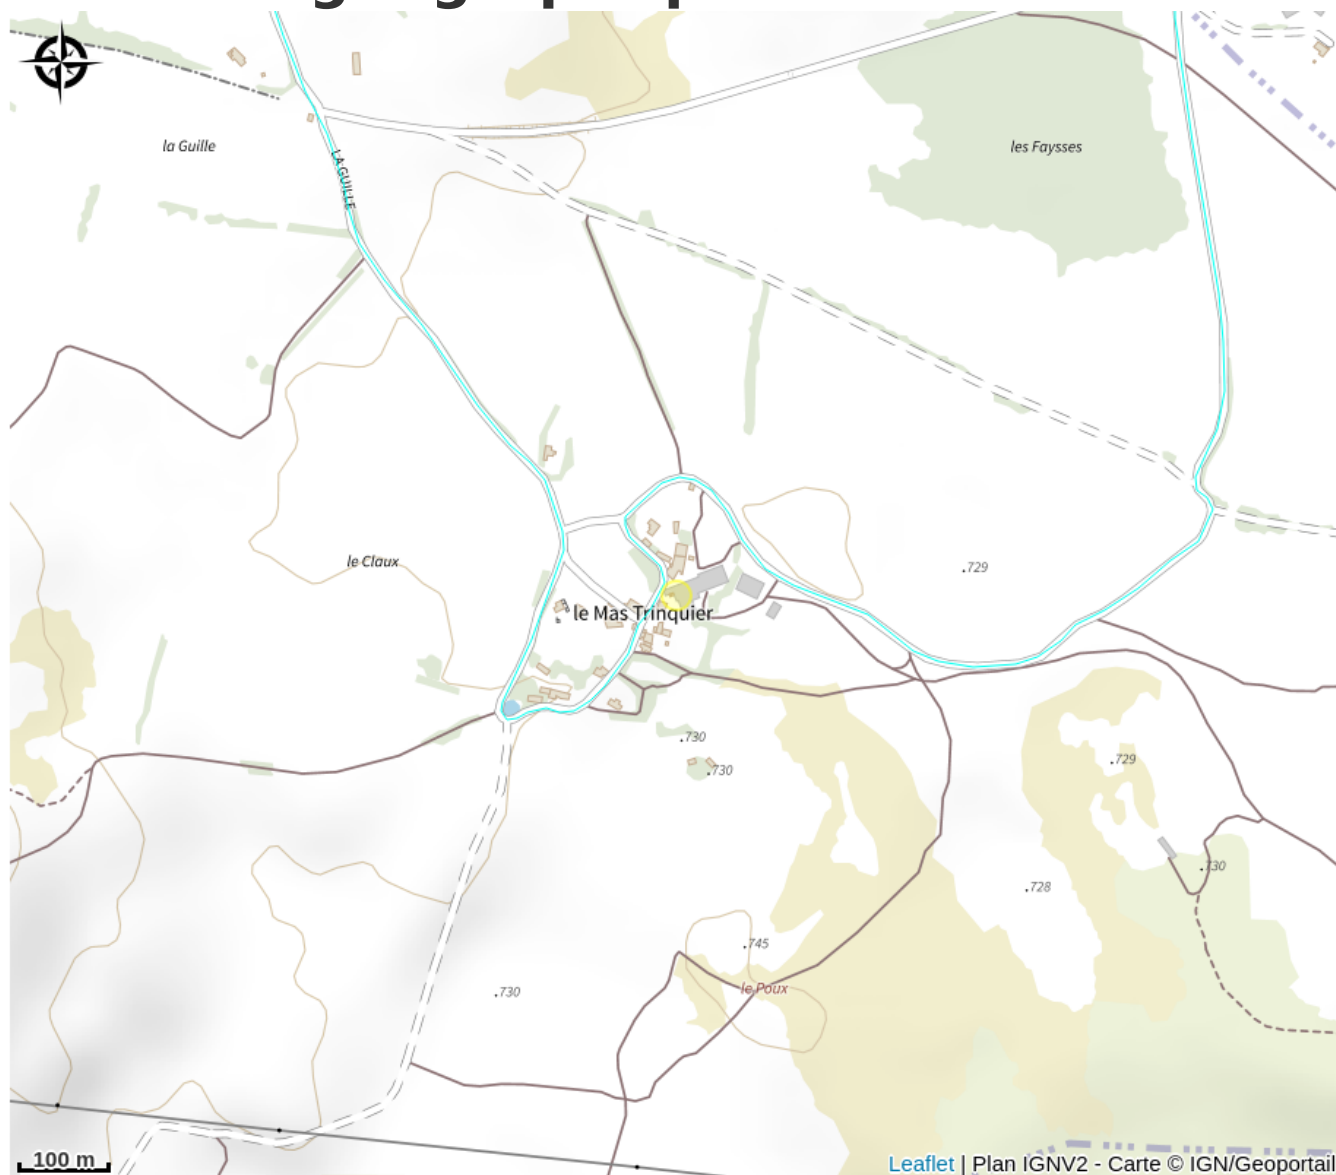 la Guille
les Faysses
LA GUILLE
le Claux
.729
le Mas Trinquier
.730
.730
.729
.730
.728
.745
le Poux
.730
100 m
Leaflet | Plan IGNV2 - Carte © IGN/Geoportail